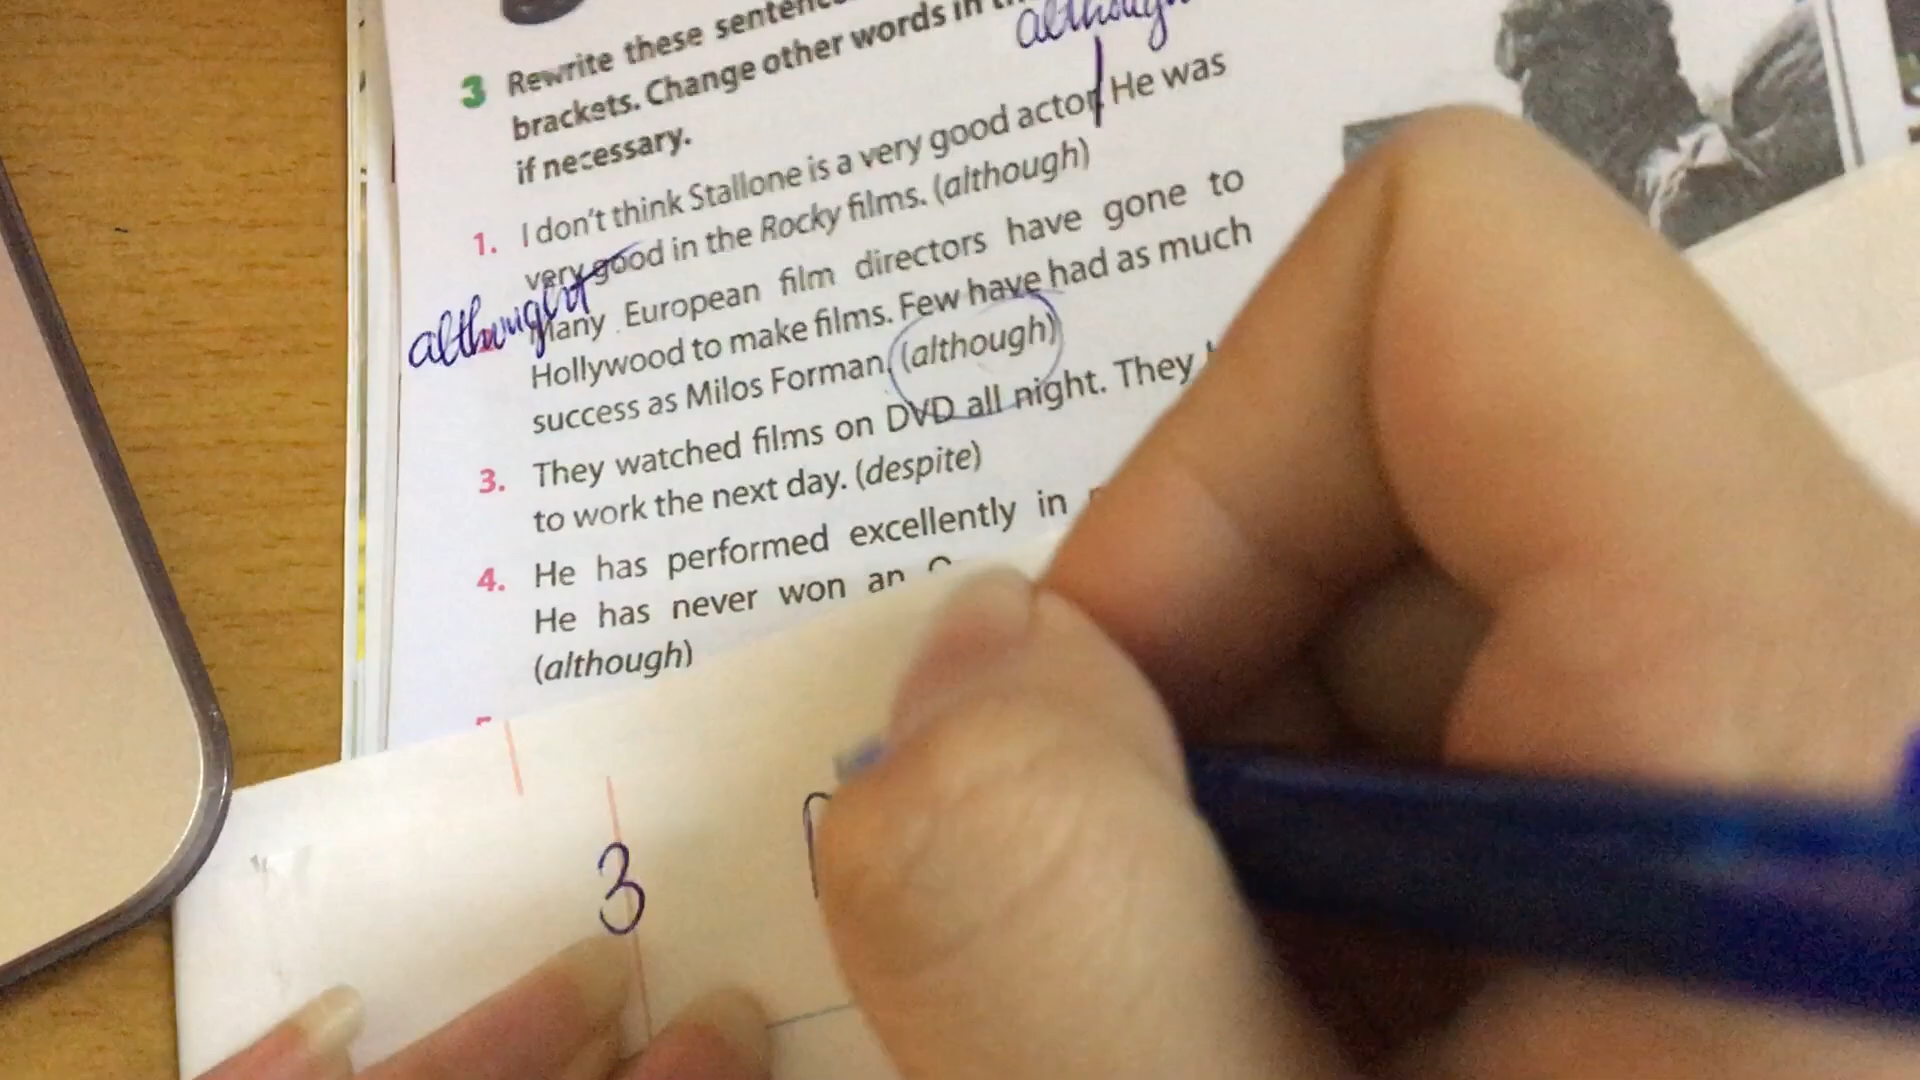 although
3 Rewrite these
brackets. Change other words in
if necessary.
1. I don't think Stallone is a very good actor. He was
very good in the Rocky films. (although)
although
Many European film directors have gone to
Hollywood to make films. Few have had as much
success as Milos Forman. (although)
3. They watched films on DVD all night. They
to work the next day. (despite)
4. He has performed excellently in
He has never won an
(although)
3